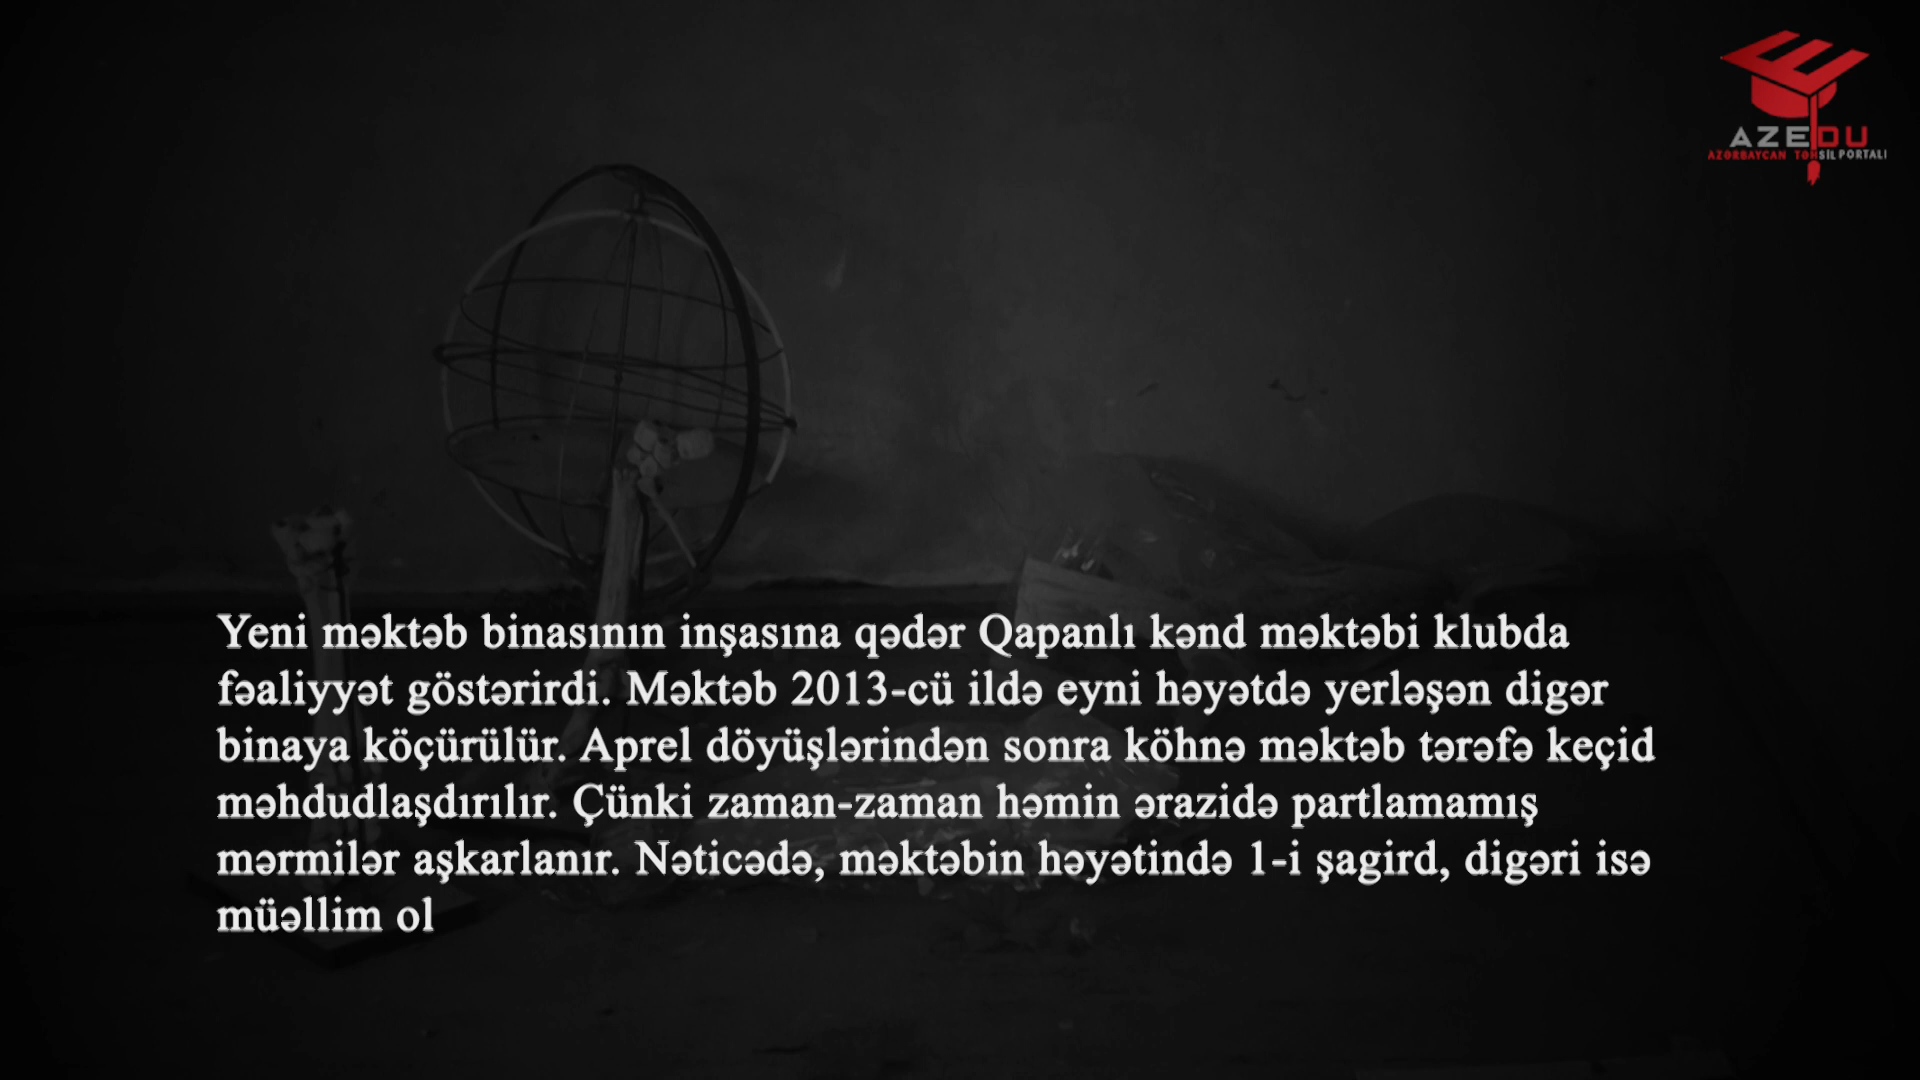 AZEDU
AZƏRBAYCAN TƏHSİL PORTALI
Yeni məktəb binasının inşasına qədər Qapanlı kənd məktəbi klubda
fəaliyyət göstərirdi. Məktəb 2013-cü ildə eyni həyətdə yerləşən digər
binaya köçürülür. Aprel döyüşlərindən sonra köhnə məktəb tərəfə keçid
məhdudlaşdırılır. Çünki zaman-zaman həmin ərazidə partlamamış
mərmilər aşkarlanır. Nəticədə, məktəbin həyətində 1-i şagird, digəri isə
müəllim ol